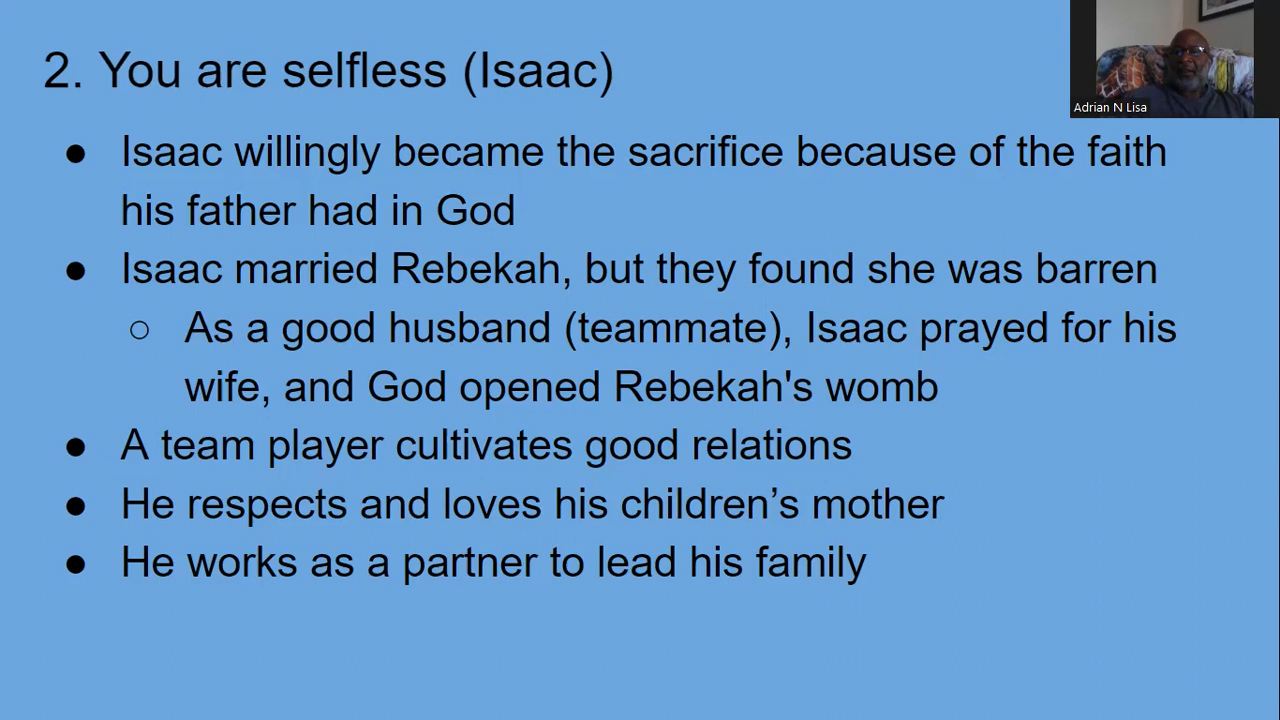 2. You are selfless (Isaac)
Adrian N Lisa
● Isaac willingly became the sacrifice because of the faith
his father had in God
● Isaac married Rebekah, but they found she was barren
○ As a good husband (teammate), Isaac prayed for his
wife, and God opened Rebekah's womb
● A team player cultivates good relations
● He respects and loves his children’s mother
● He works as a partner to lead his family